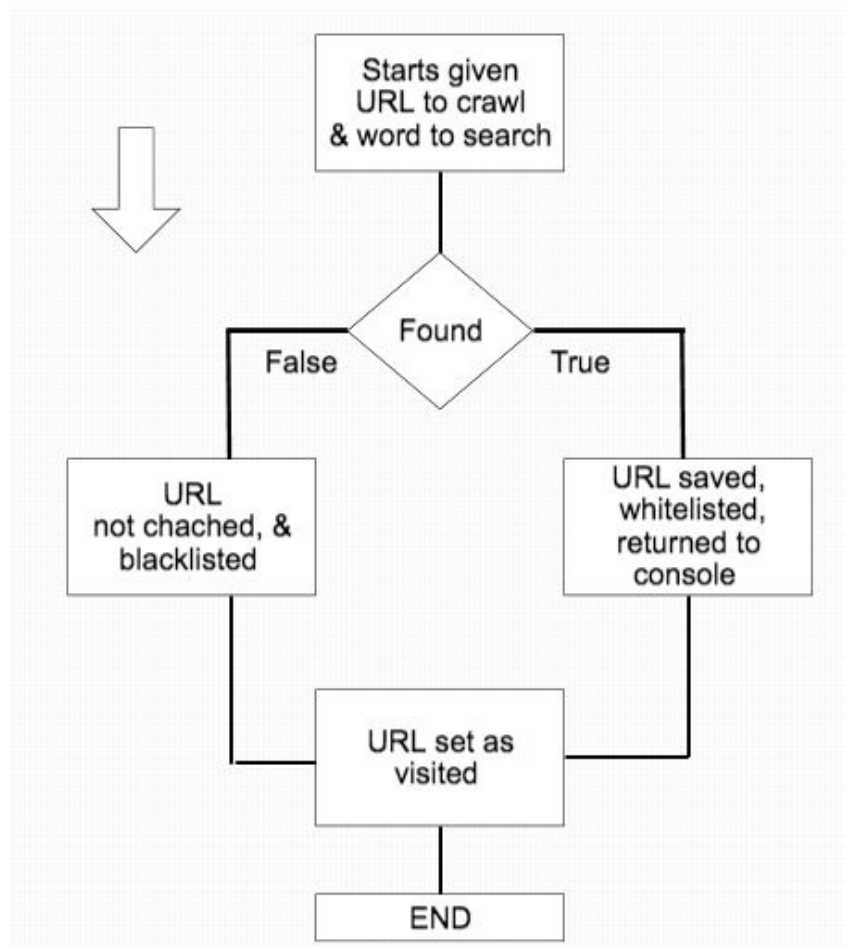 Starts given
URL to crawl
& word to search
Found
False
True
URL
not chached, &
blacklisted
URL saved,
whitelisted,
returned to
console
URL set as
visited
END